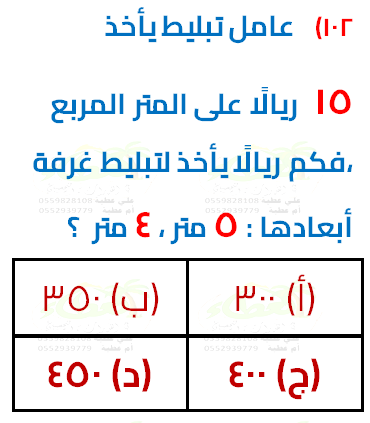 ١٠٢) عامل تبليط يأخذ
١٥ ريالًا على المتر المربع
،فكم ريالًا يأخذ لتبليط غرفة
أبعادها : ٥ متر ، ٤ متر ؟
(أ) ٣٠٠
(ب) ٣٥٠
(ج) ٤٠٠
(د) ٤٥٠